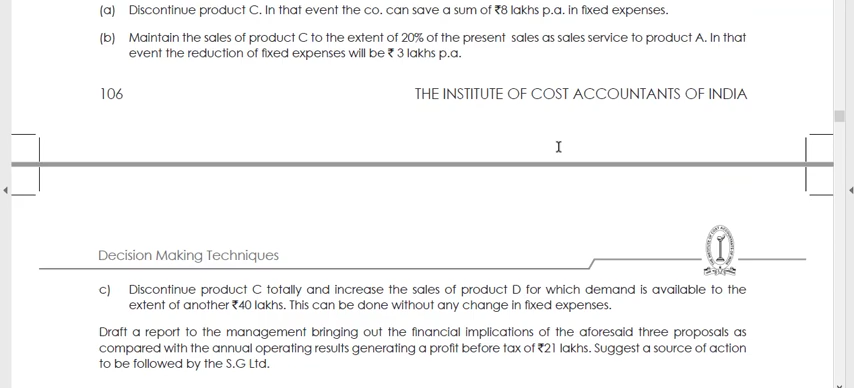 (a) Discontinue product C. In that event the co. can save a sum of ₹8 lakhs p.a. in fixed expenses.
(b) Maintain the sales of product C to the extent of 20% of the present sales as sales service to product A. In that
event the reduction of fixed expenses will be ₹ 3 lakhs p.a.
106 THE INSTITUTE OF COST ACCOUNTANTS OF INDIA
Decision Making Techniques
c) Discontinue product C totally and increase the sales of product D for which demand is available to the
extent of another ₹40 lakhs. This can be done without any change in fixed expenses.
Draft a report to the management bringing out the financial implications of the aforesaid three proposals as
compared with the annual operating results generating a profit before tax of ₹21 lakhs. Suggest a source of action
to be followed by the S.G Ltd.